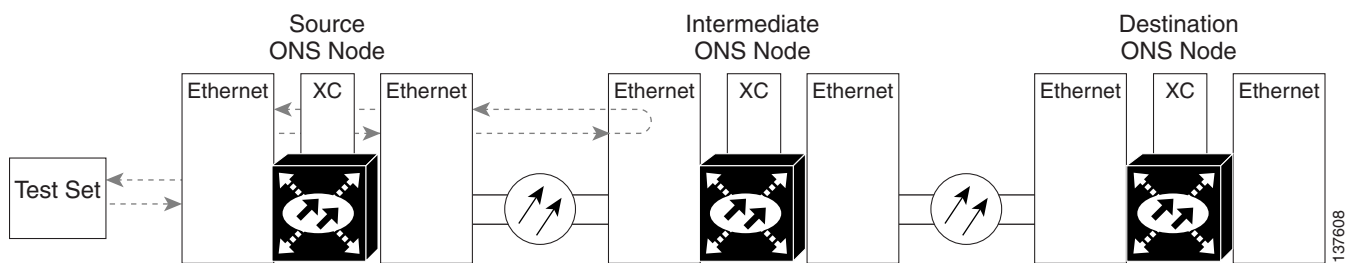 Source
ONS Node
Intermediate
ONS Node
Destination
ONS Node
Ethernet
XC
Ethernet
Ethernet
XC
Ethernet
Ethernet
XC
Ethernet
Test Set
137608